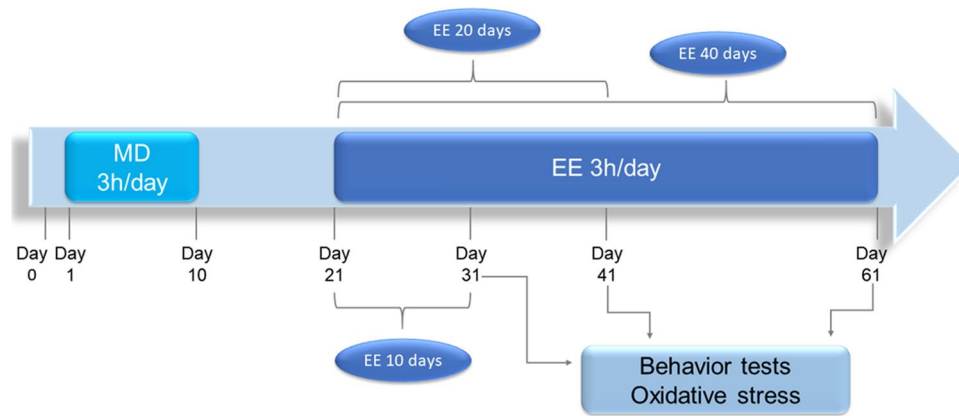 EE 20 days
EE 40 days
MD
3h/day
EE 3h/day
Day
0
Day
1
Day
10
Day
21
Day
31
Day
41
Day
61
EE 10 days
Behavior tests
Oxidative stress